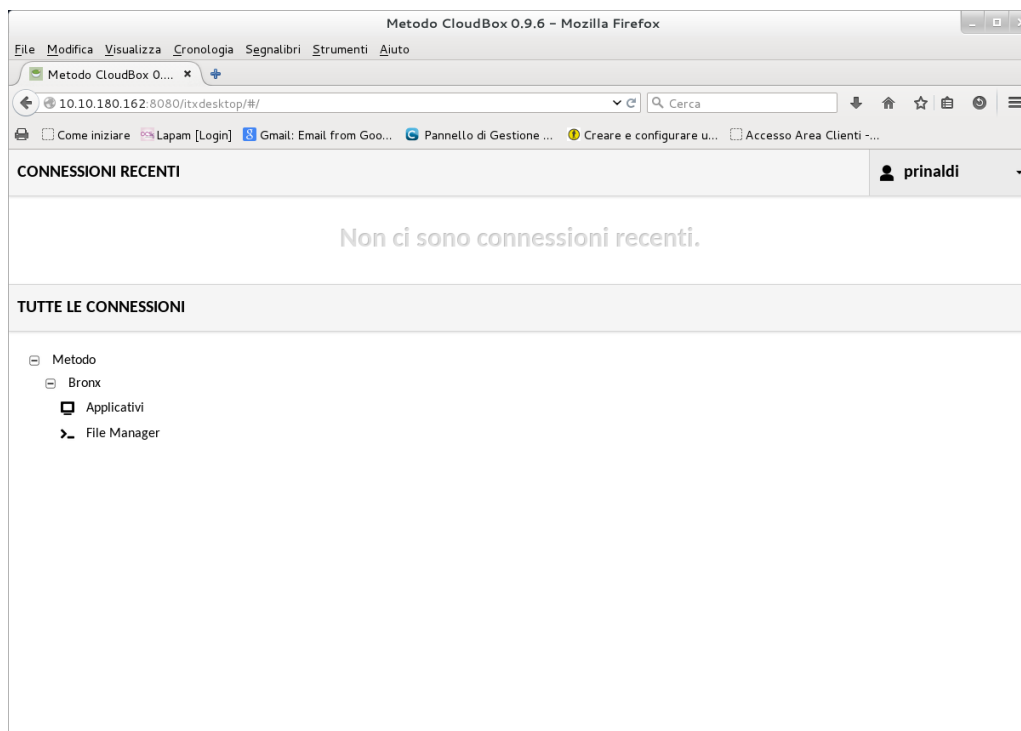 Metodo CloudBox 0.9.6 - Mozilla Firefox
File Modifica Visualizza Cronologia Segnalibri Strumenti Aiuto
Metodo CloudBox 0....
10.10.180.162:8080/itxdesktop/#/ Cerca
Come iniziare Lapam [Login] Gmail: Email from Goo... Pannello di Gestione ... Creare e configurare u... Accesso Area Clienti -...
CONNESSIONI RECENTI prinaldi
Non ci sono connessioni recenti.
TUTTE LE CONNESSIONI
Metodo
Bronx
Applicativi
File Manager